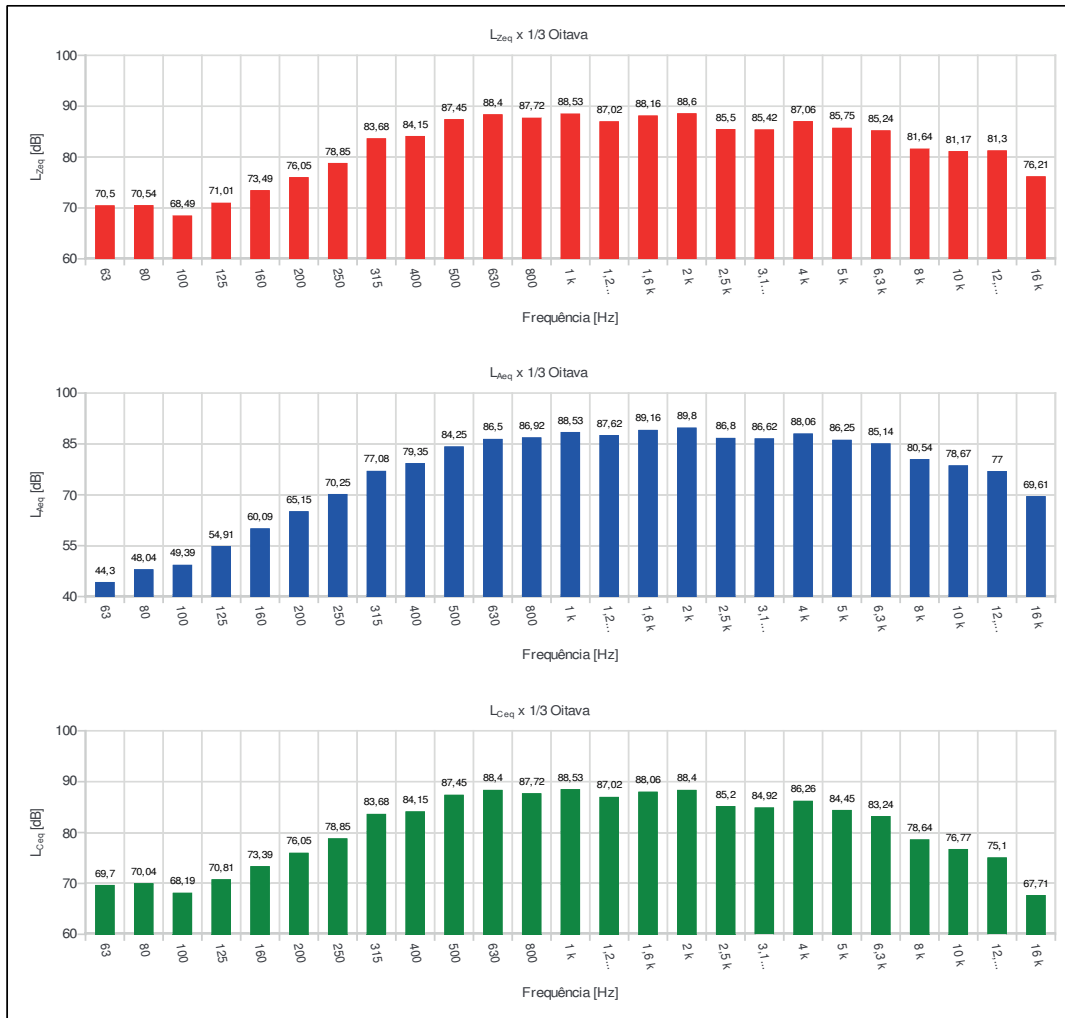 L_Zeq x 1/3 Oitava
100
90
80
70
60
L_Zeq [dB]
70,5 70,54 68,49 71,01 73,49 76,05 78,85 83,68 84,15 87,45 88,4 87,72 88,53 87,02 88,16 88,6 85,5 85,42 87,06 85,75 85,24 81,64 81,17 81,3 76,21
63 80 100 125 160 200 250 315 400 500 630 800 1 k 1,2... 1,6 k 2 k 2,5 k 3,1... 4 k 5 k 6,3 k 8 k 10 k 12,... 16 k
Frequência [Hz]
L_Aeq x 1/3 Oitava
100
85
70
55
40
L_Aeq [dB]
44,3 48,04 49,39 54,91 60,09 65,15 70,25 77,08 79,35 84,25 86,5 86,92 88,53 87,62 89,16 89,8 86,8 86,62 88,06 86,25 85,14 80,54 78,67 77 69,61
63 80 100 125 160 200 250 315 400 500 630 800 1 k 1,2... 1,6 k 2 k 2,5 k 3,1... 4 k 5 k 6,3 k 8 k 10 k 12,... 16 k
Frequência [Hz]
L_Ceq x 1/3 Oitava
100
90
80
70
60
L_Ceq [dB]
69,7 70,04 68,19 70,81 73,39 76,05 78,85 83,68 84,15 87,45 88,4 87,72 88,53 87,02 88,06 88,4 85,2 84,92 86,26 84,45 83,24 78,64 76,77 75,1 67,71
63 80 100 125 160 200 250 315 400 500 630 800 1 k 1,2... 1,6 k 2 k 2,5 k 3,1... 4 k 5 k 6,3 k 8 k 10 k 12,... 16 k
Frequência [Hz]